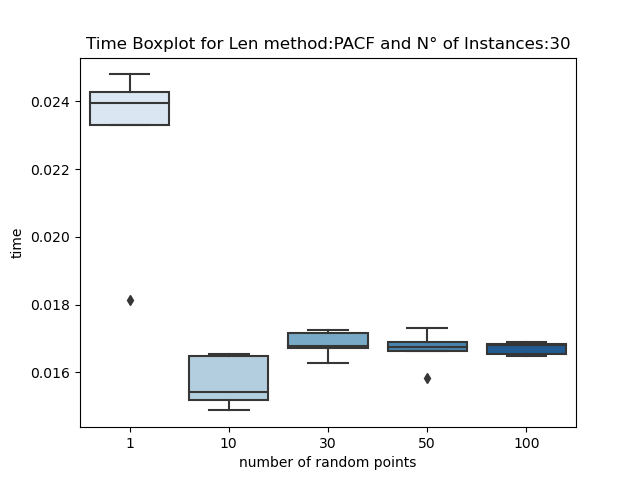 Time Boxplot for Len method:PACF and N° of Instances:30
0.024
0.022
0.020
0.018
0.016
time
1 10 30 50 100
number of random points